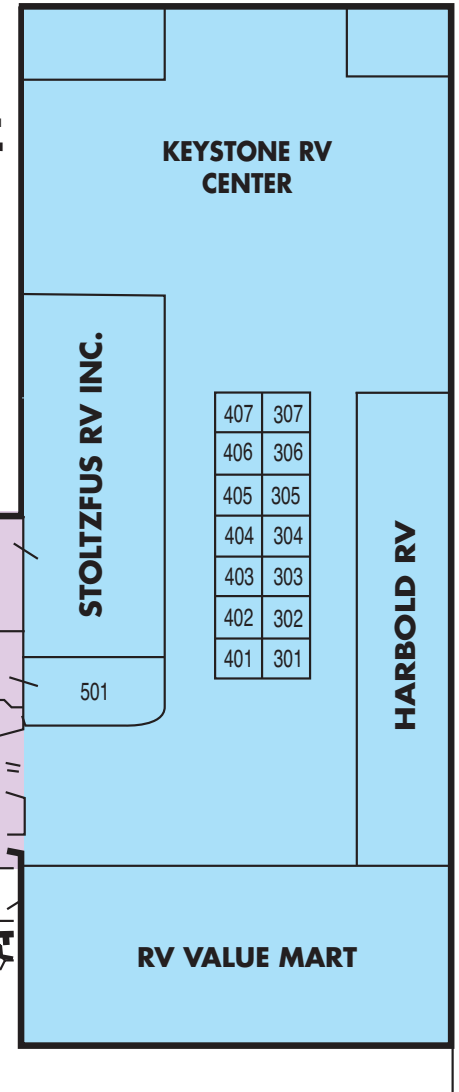 KEYSTONE RV
CENTER
STOLTZFUS RV INC.
407 307
406 306
405 305
404 304
403 303
402 302
401 301
501
HARBOLD RV
RV VALUE MART